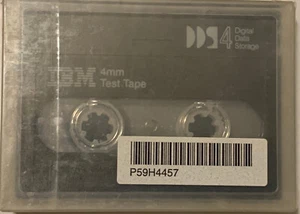 DDS4 Digital
Data
Storage
IBM 4mm
Test Tape
P59H4457